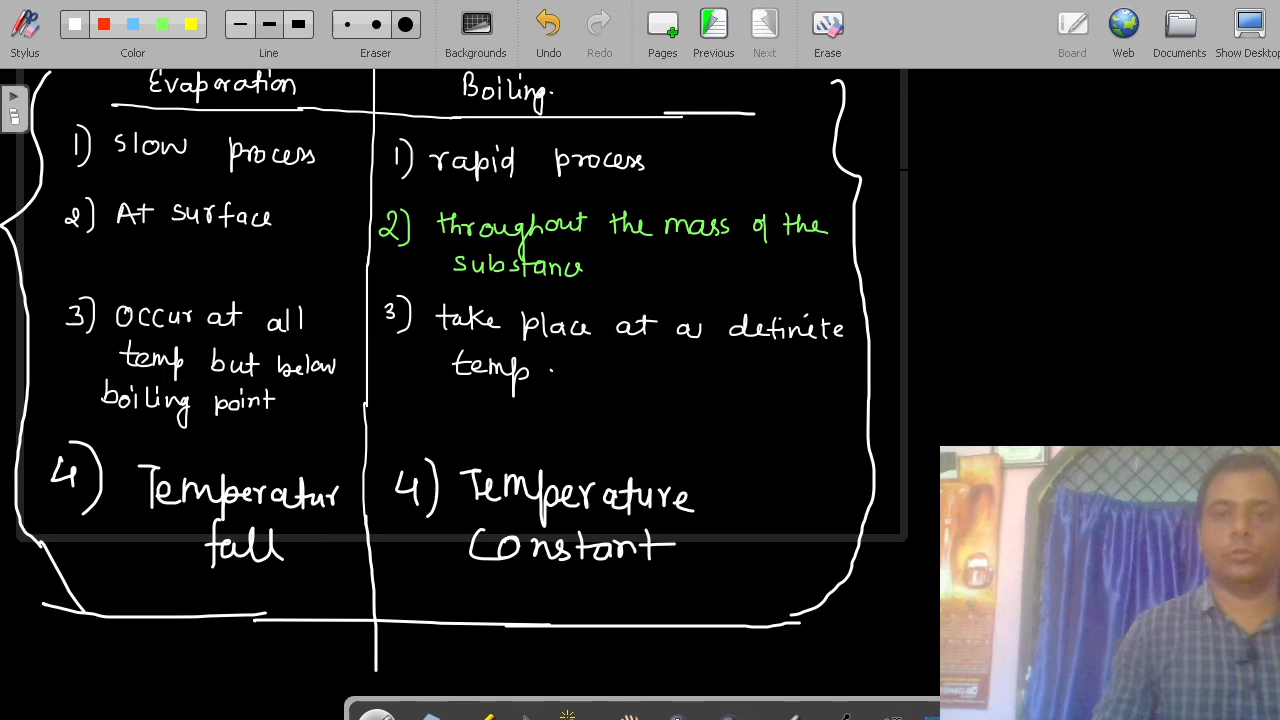 Stylus
Color
Line
Eraser
Backgrounds
Undo
Redo
Pages
Previous
Next
Erase
Board
Web
Documents
Show Desktop
Evaporation
Boiling.
1) Slow process
1) rapid process
2) At surface
2) throughout the mass of the
substance
3) Occur at all
temp but below
boiling point
3) take place at a definite
temp.
4) Temperatur
fall
4) Temperature
Constant